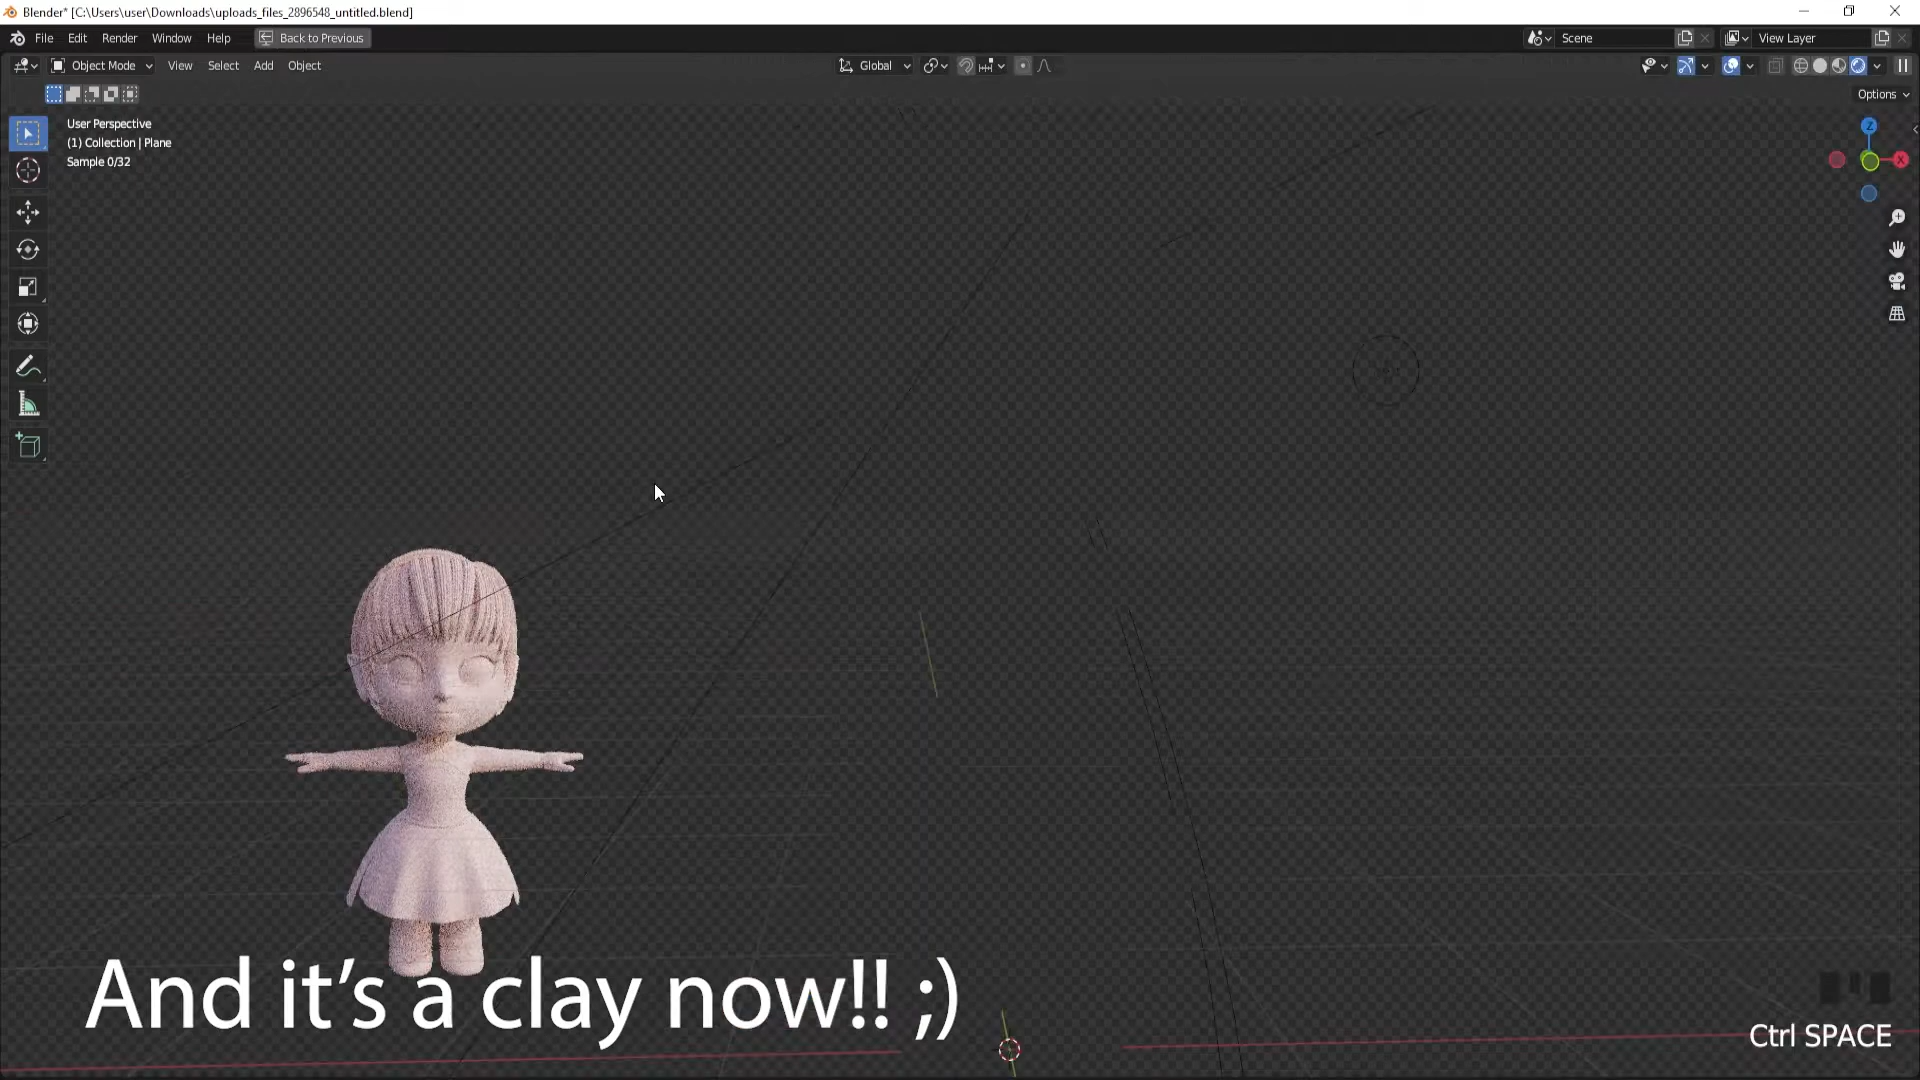 Blender* [C:\Users\user\Downloads\uploads_files_2896548_untitled.blend]
File Edit Render Window Help Back to Previous Scene View Layer
Object Mode View Select Add Object Global
Options
User Perspective
(1) Collection | Plane
Sample 0/32
Z
X
And it's a clay now!! ;)
Ctrl SPACE